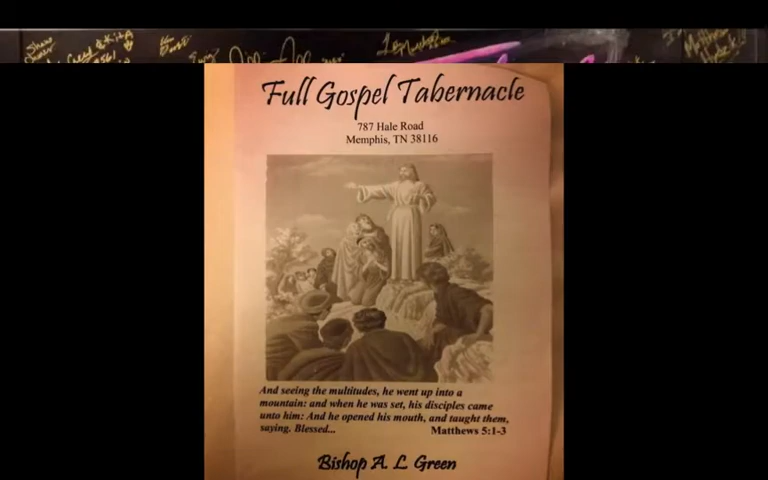 Full Gospel Tabernacle
787 Hale Road
Memphis, TN 38116
And seeing the multitudes, he went up into a
mountain: and when he was set, his disciples came
unto him: And he opened his mouth, and taught them,
saying. Blessed... Matthews 5:1-3
Bishop A. L. Green